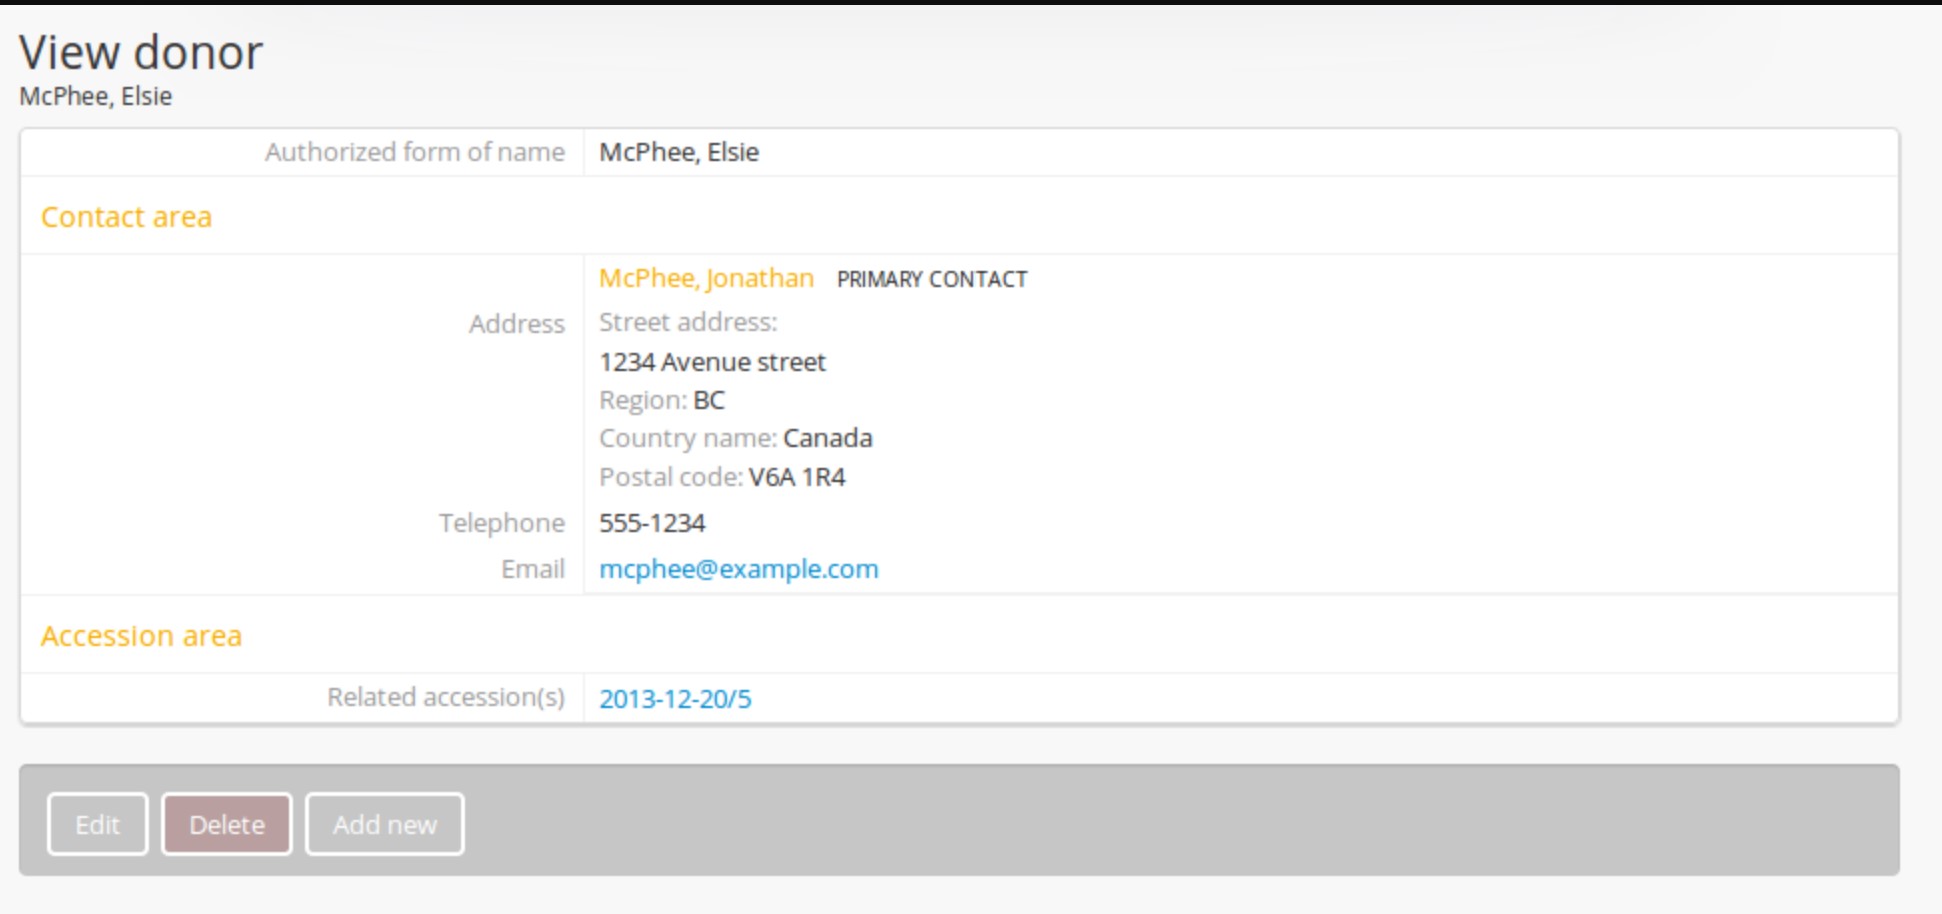 View donor
McPhee, Elsie
Authorized form of name McPhee, Elsie
Contact area
McPhee, Jonathan PRIMARY CONTACT
Address Street address:
1234 Avenue street
Region: BC
Country name: Canada
Postal code: V6A 1R4
Telephone 555-1234
Email mcphee@example.com
Accession area
Related accession(s) 2013-12-20/5
Edit Delete Add new